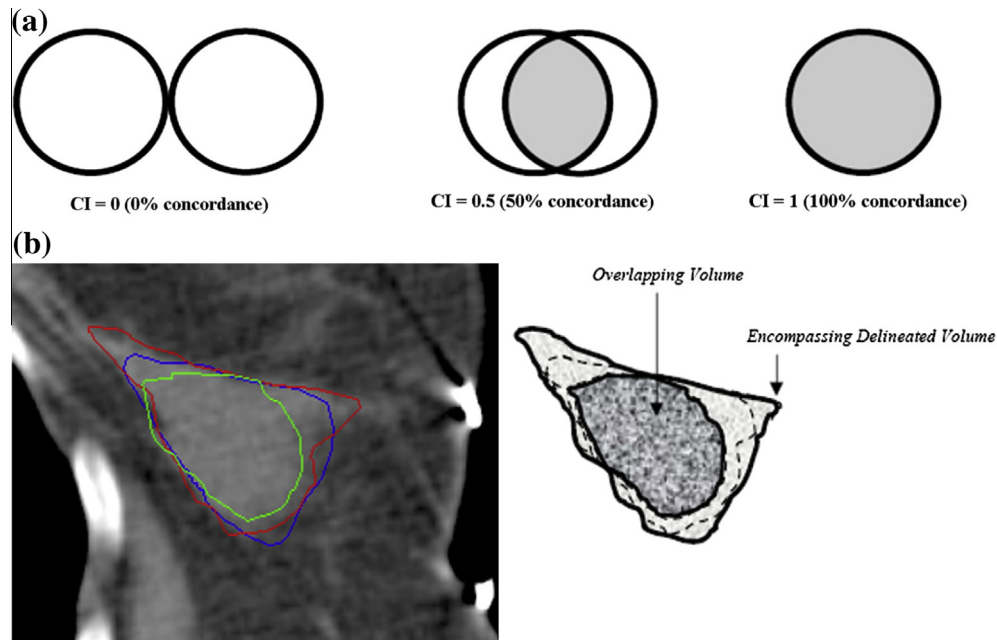 (a)
CI = 0 (0% concordance)
CI = 0.5 (50% concordance)
CI = 1 (100% concordance)
(b)
Overlapping Volume
Encompassing Delineated Volume